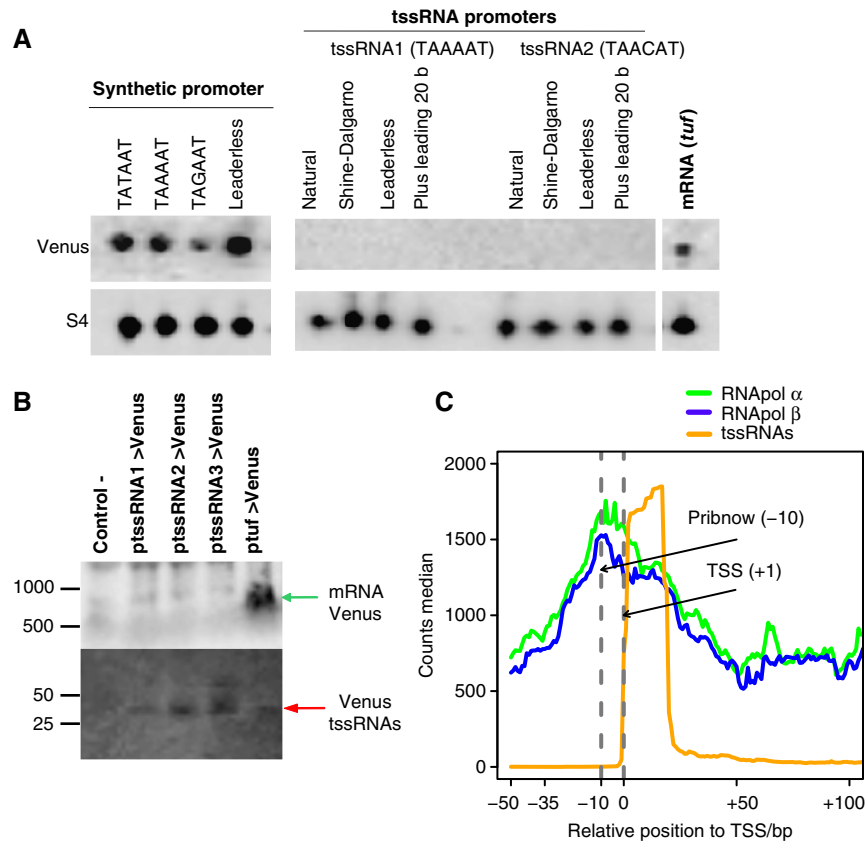 A
tssRNA promoters
tssRNA1 (TAAAAT) tssRNA2 (TAACAT)
Synthetic promoter
TATAAT
TAAAAT
TAGAAT
Leaderless
Natural
Shine-Dalgarno
Leaderless
Plus leading 20 b
Natural
Shine-Dalgarno
Leaderless
Plus leading 20 b
mRNA (tuf)
Venus
S4
B
Control -
ptssRNA1 >Venus
ptssRNA2 >Venus
ptssRNA3 >Venus
ptuf >Venus
1000
500
mRNA
Venus
50
25
Venus
tssRNAs
C
RNApol α
RNApol β
tssRNAs
Counts median
2000
1500
1000
500
0
Pribnow (−10)
TSS (+1)
−50 −35 −10 0 +50 +100
Relative position to TSS/bp